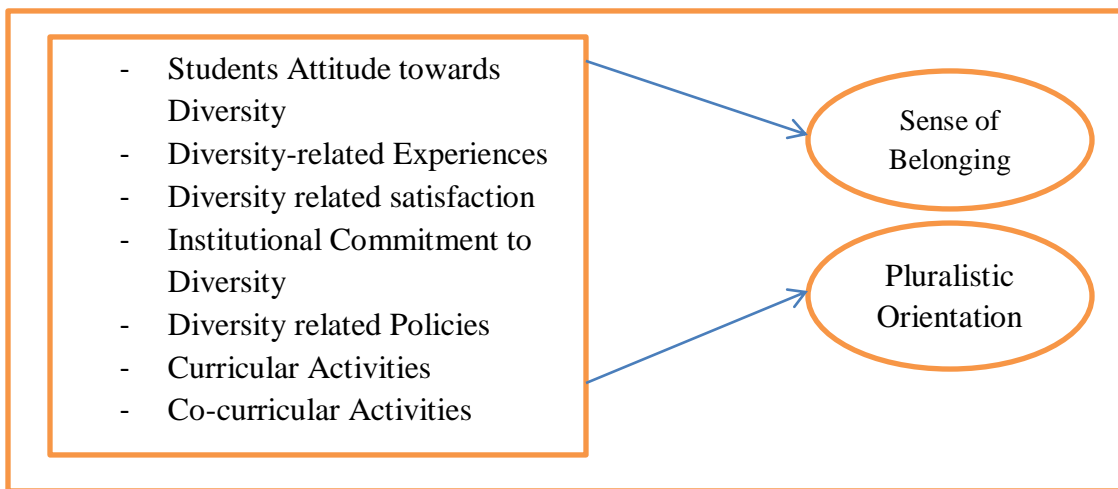 - Students Attitude towards
Diversity
- Diversity-related Experiences
- Diversity related satisfaction
- Institutional Commitment to
Diversity
- Diversity related Policies
- Curricular Activities
- Co-curricular Activities
Sense of
Belonging
Pluralistic
Orientation